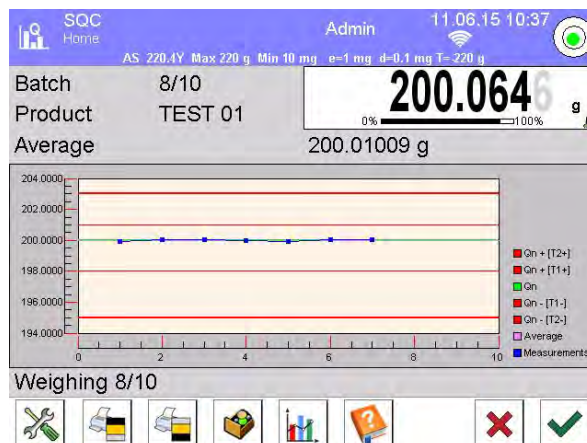 SQC
Home
Admin
11.06.15 10:37
AS 220.4Y Max 220 g Min 10 mg e=1 mg d=0.1 mg T= 220 g
Batch 8/10
Product TEST 01
200.0646 g
0% 100%
Average 200.01009 g
204.0000
202.0000
200.0000
198.0000
196.0000
194.0000
0 2 4 6 8 10
Qn + [T2+]
Qn + [T1+]
Qn
Qn - [T1-]
Qn - [T2-]
Average
Measurements
Weighing 8/10
?